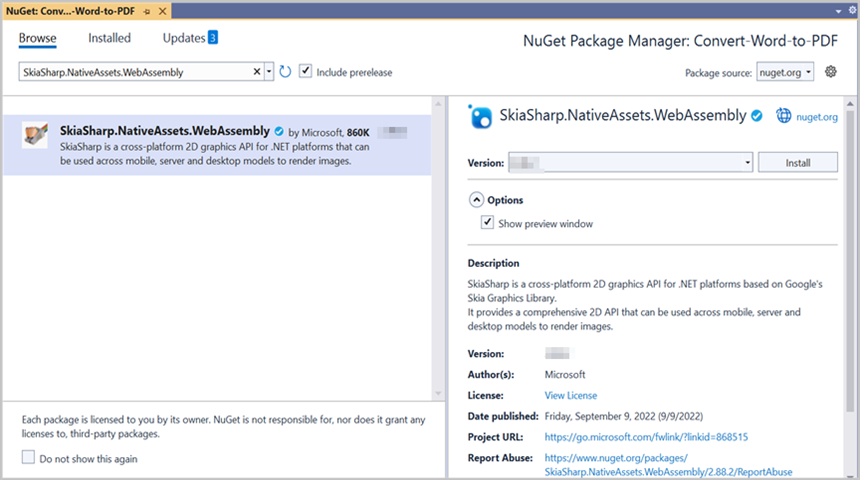 NuGet: Conv...-Word-to-PDF
Browse
Installed
Updates 3
NuGet Package Manager: Convert-Word-to-PDF
SkiaSharp.NativeAssets.WebAssembly
Include prerelease
Package source: nuget.org
SkiaSharp.NativeAssets.WebAssembly by Microsoft, 860K
SkiaSharp is a cross-platform 2D graphics API for .NET platforms that can
be used across mobile, server and desktop models to render images.
Each package is licensed to you by its owner. NuGet is not responsible for, nor does it grant any
licenses to, third-party packages.
Do not show this again
SkiaSharp.NativeAssets.WebAssembly
nuget.org
Version:
Install
Options
Show preview window
Description
SkiaSharp is a cross-platform 2D graphics API for .NET platforms based on Google's
Skia Graphics Library.
It provides a comprehensive 2D API that can be used across mobile, server and
desktop models to render images.
Version:
Author(s): Microsoft
License: View License
Date published: Friday, September 9, 2022 (9/9/2022)
Project URL: https://go.microsoft.com/fwlink/?linkid=868515
Report Abuse: https://www.nuget.org/packages/
SkiaSharp.NativeAssets.WebAssembly/2.88.2/ReportAbuse